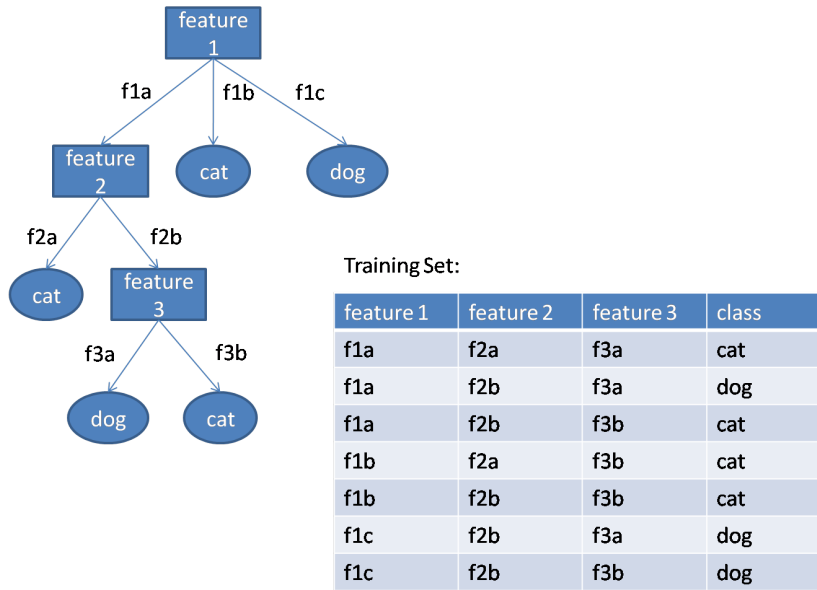 feature
1
f1a
f1b
f1c
feature
2
cat
dog
f2a
f2b
cat
feature
3
f3a
f3b
dog
cat
Training Set:
feature 1 feature 2 feature 3 class
f1a f2a f3a cat
f1a f2b f3a dog
f1a f2b f3b cat
f1b f2a f3b cat
f1b f2b f3b cat
f1c f2b f3a dog
f1c f2b f3b dog